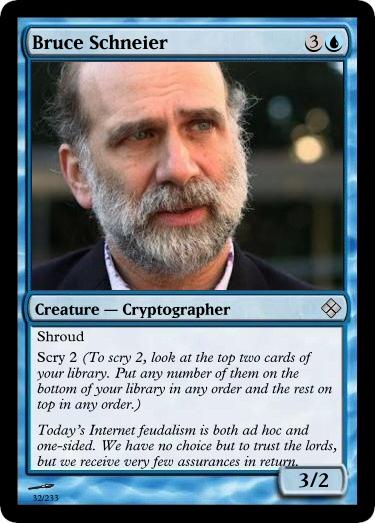 Bruce Schneier 3
Creature — Cryptographer
Shroud
Scry 2 (To scry 2, look at the top two cards of
your library. Put any number of them on the
bottom of your library in any order and the rest on
top in any order.)
Today's Internet feudalism is both ad hoc and
one-sided. We have no choice but to trust the lords,
but we receive very few assurances in return.
3/2
32/233